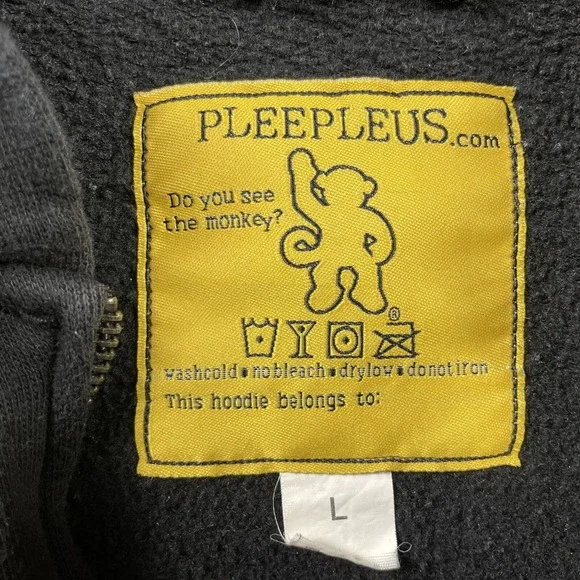 PLEEPLEUS.com
Do you see
the monkey?
®
washcold▪nobleach▪drylow▪donotiron
This hoodie belongs to:
L